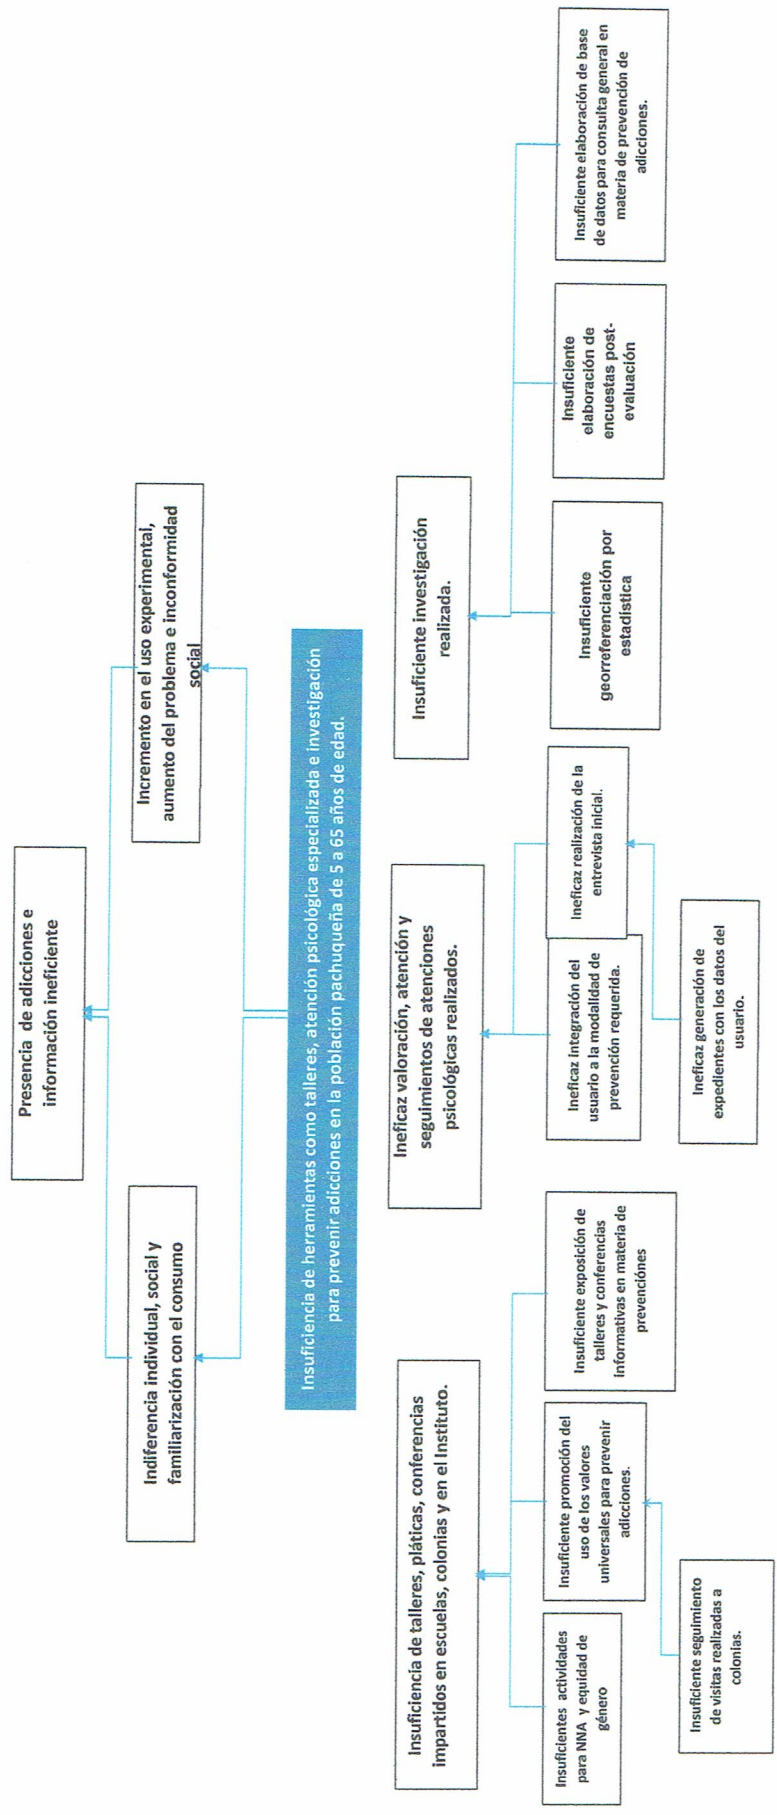 Presencia de adicciones e
información ineficiente
Indiferencia individual, social y
familiarización con el consumo
Incremento en el uso experimental,
aumento del problema e inconformidad
social
Insuficiencia de herramientas como talleres, atención psicológica especializada e investigación
para prevenir adicciones en la población pachuqueña de 5 a 65 años de edad.
Insuficiencia de talleres, pláticas, conferencias
impartidos en escuelas, colonias y en el Instituto.
Ineficaz valoración, atención y
seguimientos de atenciones
psicológicas realizados.
Insuficiente investigación
realizada.
Insuficientes actividades
para NNA y equidad de
género
Insuficiente promoción del
uso de los valores
universales para prevenir
adicciones.
Insuficiente exposición de
talleres y conferencias
informativas en materia de
prevenciónes
Ineficaz integración del
usuario a la modalidad de
prevención requerida.
Ineficaz realización de la
entrevista inicial.
Insuficiente
georreferenciación por
estadística
Insuficiente
elaboración de
encuestas post-
evaluación
Insuficiente elaboración de base
de datos para consulta general en
materia de prevención de
adicciones.
Insuficiente seguimiento
de visitas realizadas a
colonias.
Ineficaz generación de
expedientes con los datos del
usuario.